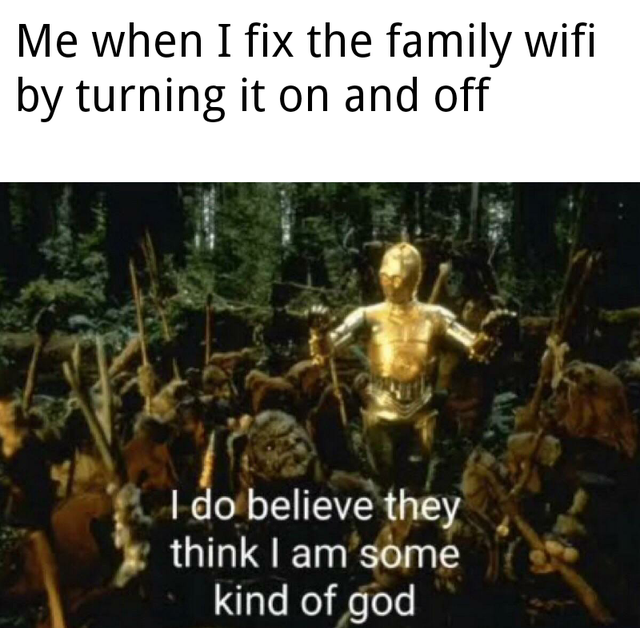 Me when I fix the family wifi
by turning it on and off
I do believe they
think I am some
kind of god